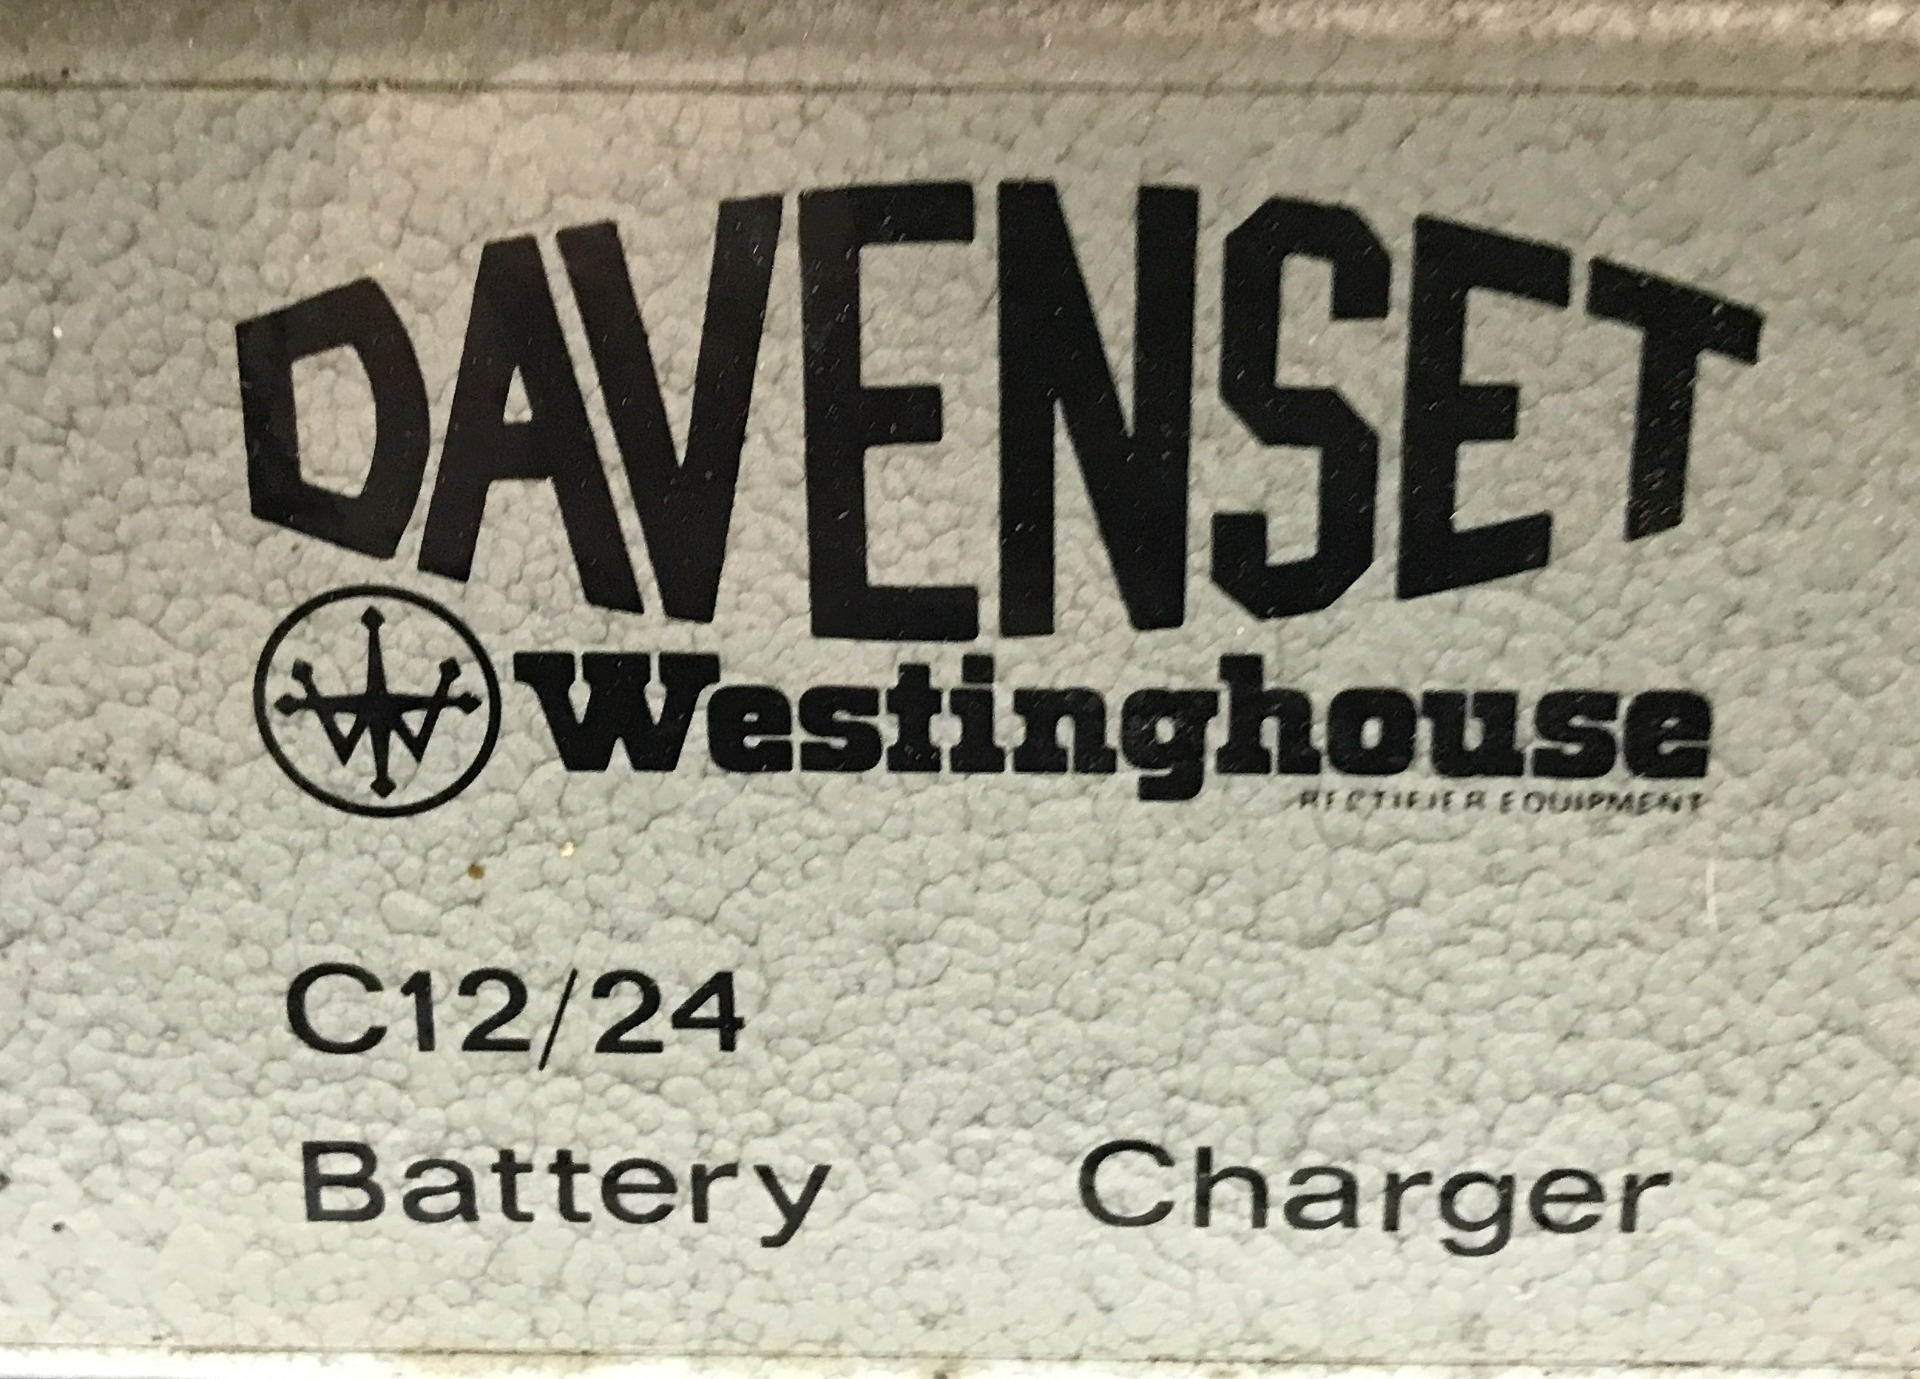 DAVENSET
Westinghouse
RECTIFIER EQUIPMENT
C12/24
Battery Charger